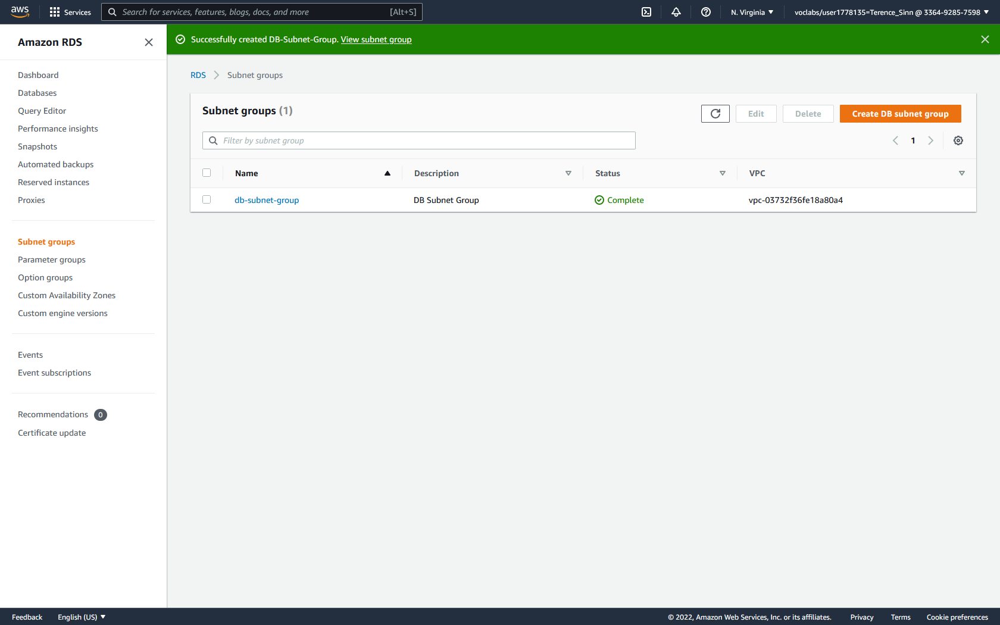 aws
Services
Search for services, features, blogs, docs, and more [Alt+S]
N. Virginia
voclabs/user1778135=Terence_Sinn @ 3364-9285-7598
Amazon RDS
Successfully created DB-Subnet-Group. View subnet group
Dashboard
Databases
Query Editor
Performance insights
Snapshots
Automated backups
Reserved instances
Proxies
Subnet groups
Parameter groups
Option groups
Custom Availability Zones
Custom engine versions
Events
Event subscriptions
Recommendations 0
Certificate update
RDS Subnet groups
Subnet groups (1)
Edit
Delete
Create DB subnet group
Filter by subnet group
1
Name Description Status VPC
db-subnet-group DB Subnet Group Complete vpc-03732f36fe18a80a4
Feedback English (US)
© 2022, Amazon Web Services, Inc. or its affiliates. Privacy Terms Cookie preferences